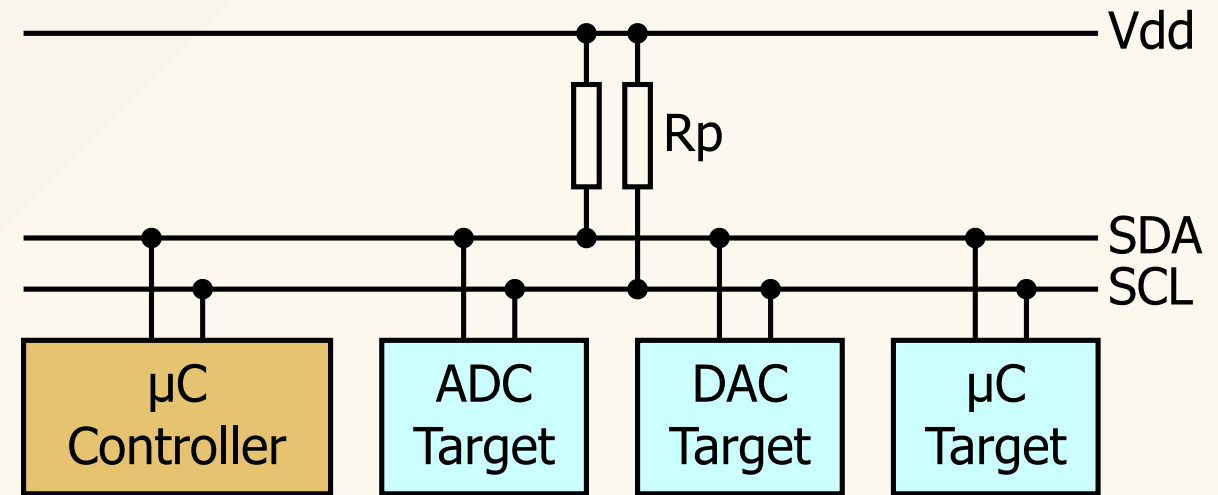 Vdd
Rp
SDA
SCL
µC
Controller
ADC
Target
DAC
Target
µC
Target